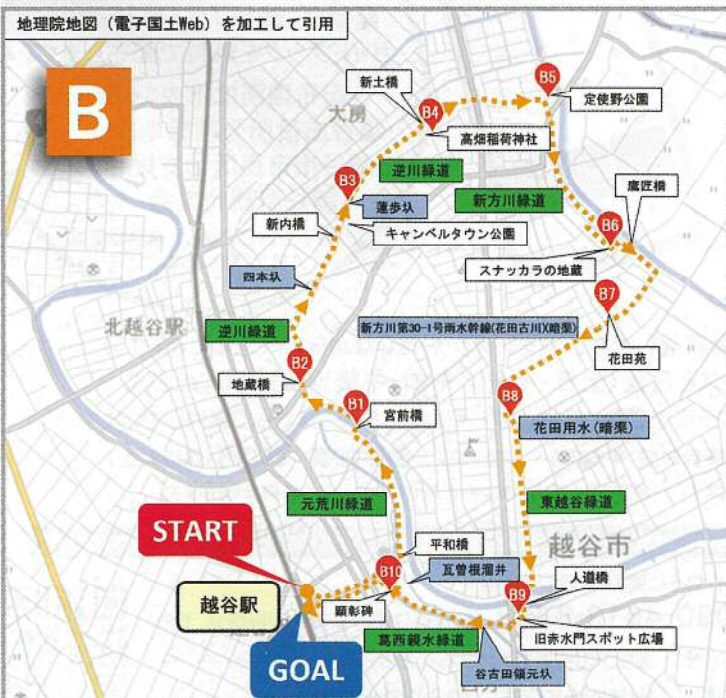 地理院地図（電子国土Web）を加工して引用
B
B5
定使野公園
新土橋
B4
大房
高畑稲荷神社
逆川緑道
B3
新方川緑道
蓮歩圦
鷹匠橋
新内橋
キャンベルタウン公園
B6
スナッカラの地蔵
四本圦
B7
北越谷駅
逆川緑道
新方川第30-1号雨水幹線(花田古川)(暗渠)
花田苑
B2
地蔵橋
B8
B1
宮前橋
花田用水(暗渠)
元荒川緑道
東越谷緑道
START
平和橋
越谷市
B10
瓦曽根溜井
人道橋
越谷駅
顕彰碑
B9
葛西親水緑道
旧赤水門スポット広場
GOAL
谷古田領元圦